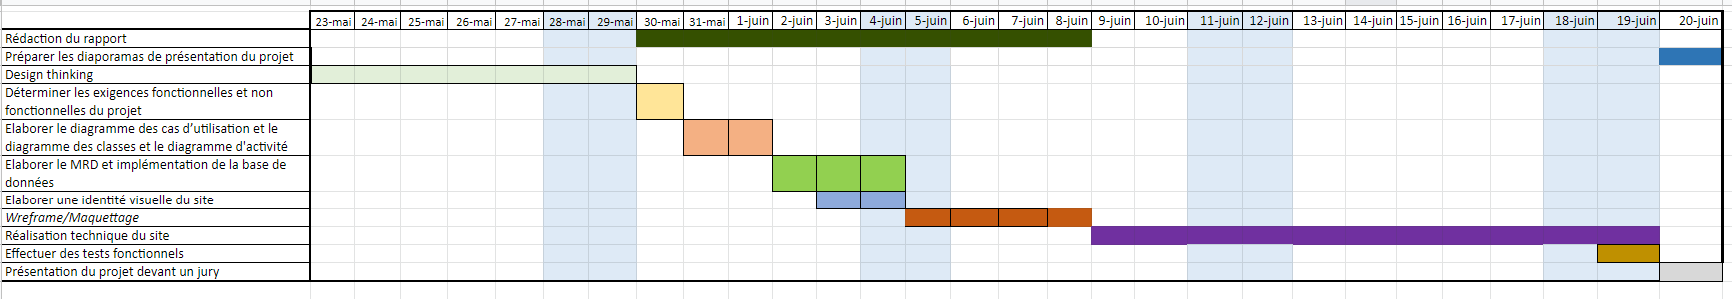 23-mai 24-mai 25-mai 26-mai 27-mai 28-mai 29-mai 30-mai 31-mai 1-juin 2-juin 3-juin 4-juin 5-juin 6-juin 7-juin 8-juin 9-juin 10-juin 11-juin 12-juin 13-juin 14-juin 15-juin 16-juin 17-juin 18-juin 19-juin 20-juin
Rédaction du rapport
Préparer les diaporamas de présentation du projet
Design thinking
Déterminer les exigences fonctionnelles et non
fonctionnelles du projet
Elaborer le diagramme des cas d’utilisation et le
diagramme des classes et le diagramme d'activité
Elaborer le MRD et implémentation de la base de
données
Elaborer une identité visuelle du site
Wreframe/Maquettage
Réalisation technique du site
Effectuer des tests fonctionnels
Présentation du projet devant un jury